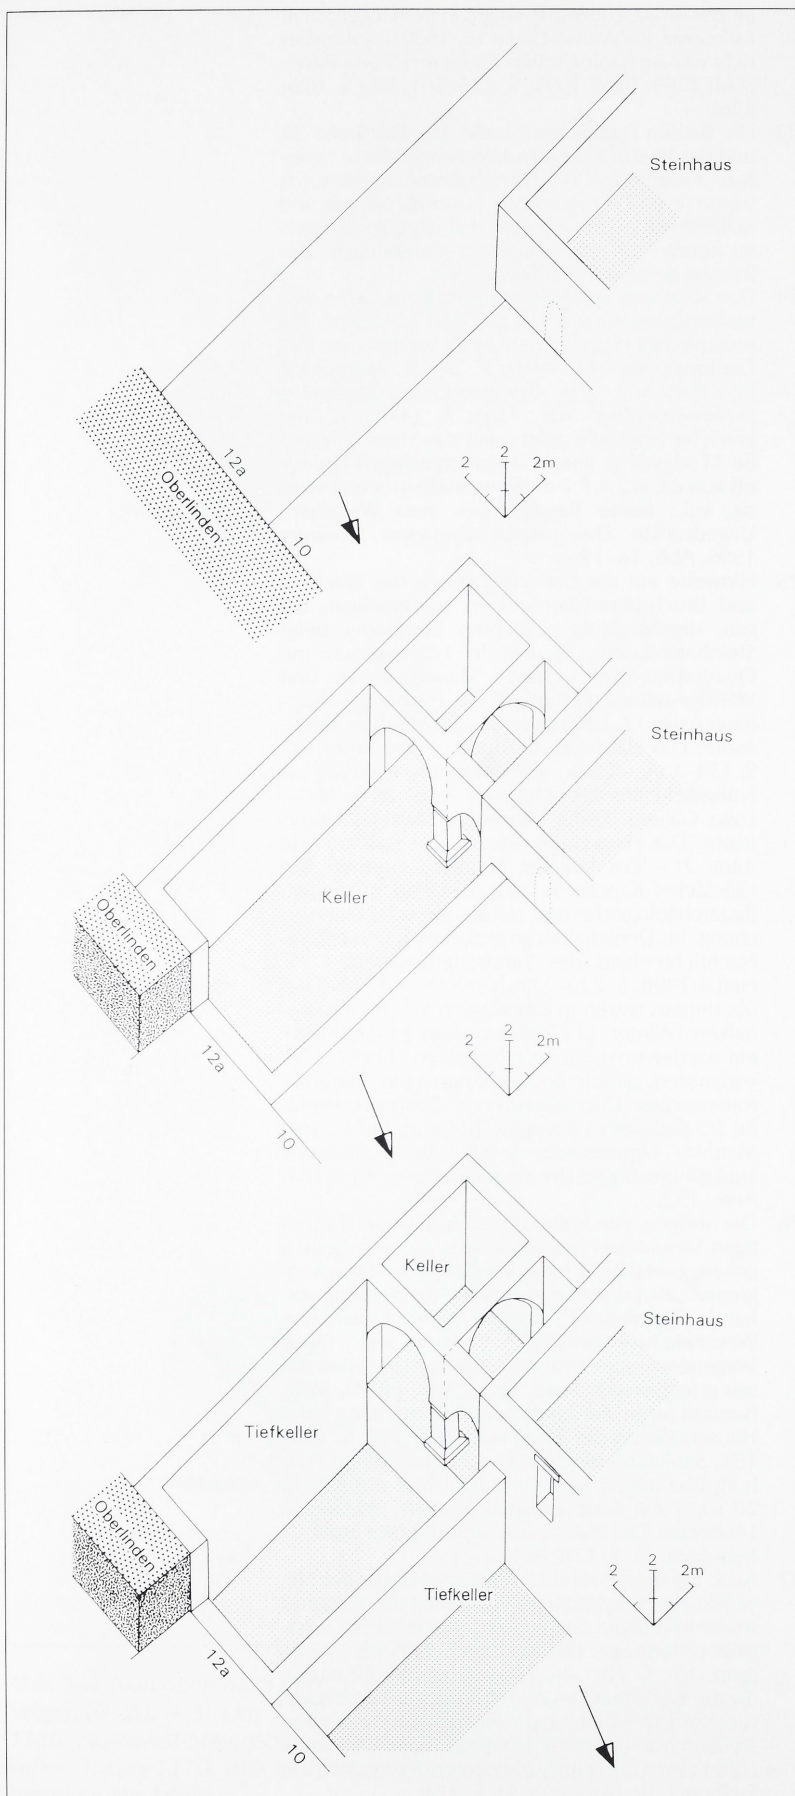 Steinhaus
12a
Oberlinden
10
2 2 2m
Steinhaus
Keller
Oberlinden
12a
10
2 2 2m
Keller
Steinhaus
Tiefkeller
Oberlinden
Tiefkeller
12a
10
2 2 2m